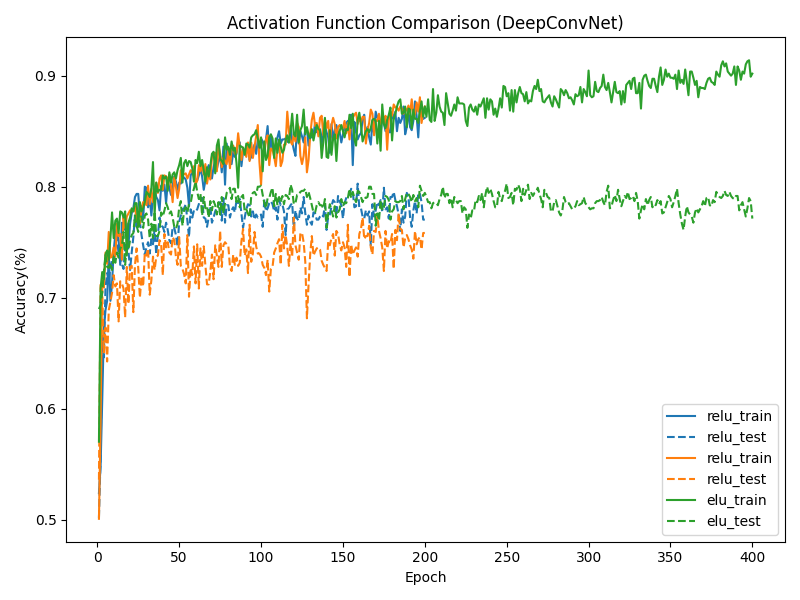 Activation Function Comparison (DeepConvNet)
Accuracy(%)
0.9
0.8
0.7
0.6
0.5
relu_train
relu_test
relu_train
relu_test
elu_train
elu_test
0 50 100 150 200 250 300 350 400
Epoch